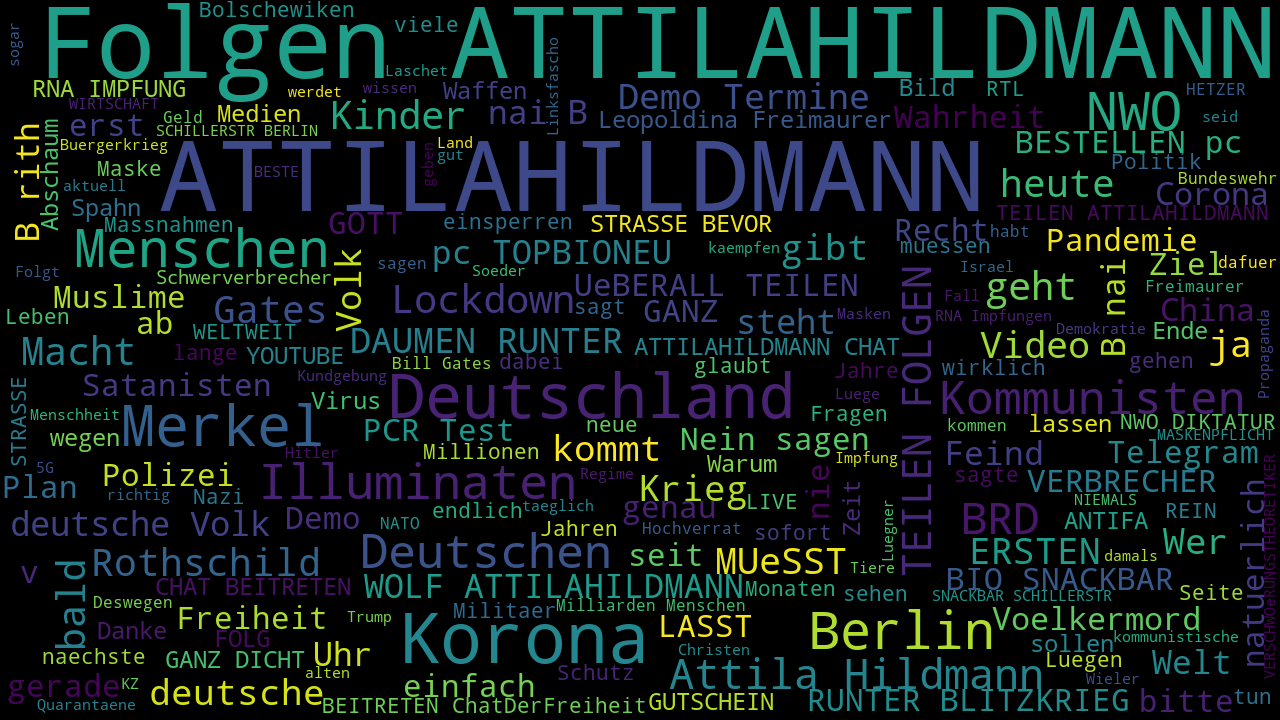 Folgen ATTILAHILDMANN
Bolschewiken
viele
sogar
Laschet
Linksfascho
RNA IMPFUNG
werdet
wissen
Waffen
Demo Termine
Bild
RTL
HETZER
WIRTSCHAFT
Geld
Medien
Kinder
nai B
Leopoldina Freimaurer
Wahrheit
NWO
seid
erst
SCHILLERSTR BERLIN
B rith
Abschaum
Buergerkrieg
ATTILAHILDMANN
geben
Land
gut
BESTELLEN pc
Maske
BESTE
Politik
aktuell
heute
Bundeswehr
Corona
Spahn
Massnahmen
GOTT
einsperren
STRASSE BEVOR
TEILEN ATTILAHILDMANN
Recht
habt
Menschen
Volk
pc TOPBIONEU
kaempfen
gibt
muessen
Pandemie
Folgt
Schwerverbrecher
sagen
Soeder
UeBERALL TEILEN
Israel
Ziel
dafuer
Muslime
Gates
Lockdown
sagt
GANZ
Masken
TEILEN FOLGEN
Fall
geht
B nai
Freimaurer
China
Leben
ab
WELTWEIT
steht
RNA Impfungen
Demokratie
Ende
Propaganda
Macht
lange
YOUTUBE
DAUMEN RUNTER
ATTILAHILDMANN CHAT
Video
ja
Bill Gates
dabei
glaubt
Jahre
wirklich
gehen
STRASSE
Satanisten
Kundgebung
Virus
Deutschland
Luege
Kommunisten
Menschheit
Merkel
PCR Test
neue
Fragen
kommen
lassen
NWO DIKTATUR
wegen
Hitler
Millionen
kommt
Nein sagen
MASKENPFLICHT
5G
Polizei
Warum
Impfung
Feind
Telegram
VERSCHWOeRUNGSTHEORETIKER
Plan
richtig
Nazi
Illuminaten
Regime
Krieg
LIVE
nie
Zeit
sagte
VERBRECHER
natuerlich
deutsche Volk
Demo
NATO
endlich
taeglich
genau
NIEMALS
REIN
Jahren
Hochverrat
sofort
Luegner
BRD
ANTIFA
Wer
bald
Rothschild
Deutschen
seit
MUeSST
Tiere
ERSTEN
damals
v
CHAT BEITRETEN
WOLF ATTILAHILDMANN
Monaten
sehen
BIO SNACKBAR
SNACKBAR SCHILLERSTR
Seite
Deswegen
Freiheit
Trump
Militaer
Milliarden Menschen
Voelkermord
Danke
FOLG
Korona
LASST
Berlin
sollen
kommunistische
naechste
GANZ DICHT
Uhr
Christen
Luegen
Welt
alten
Schutz
Attila Hildmann
Wieler
gerade
KZ
deutsche
einfach
Quarantaene
BEITRETEN ChatDerFreiheit
GUTSCHEIN
RUNTER BLITZKRIEG
bitte
tun